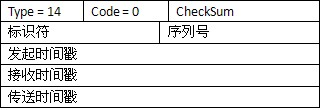 Type = 14 Code = 0 CheckSum
标识符 序列号
发起时间戳
接收时间戳
传送时间戳